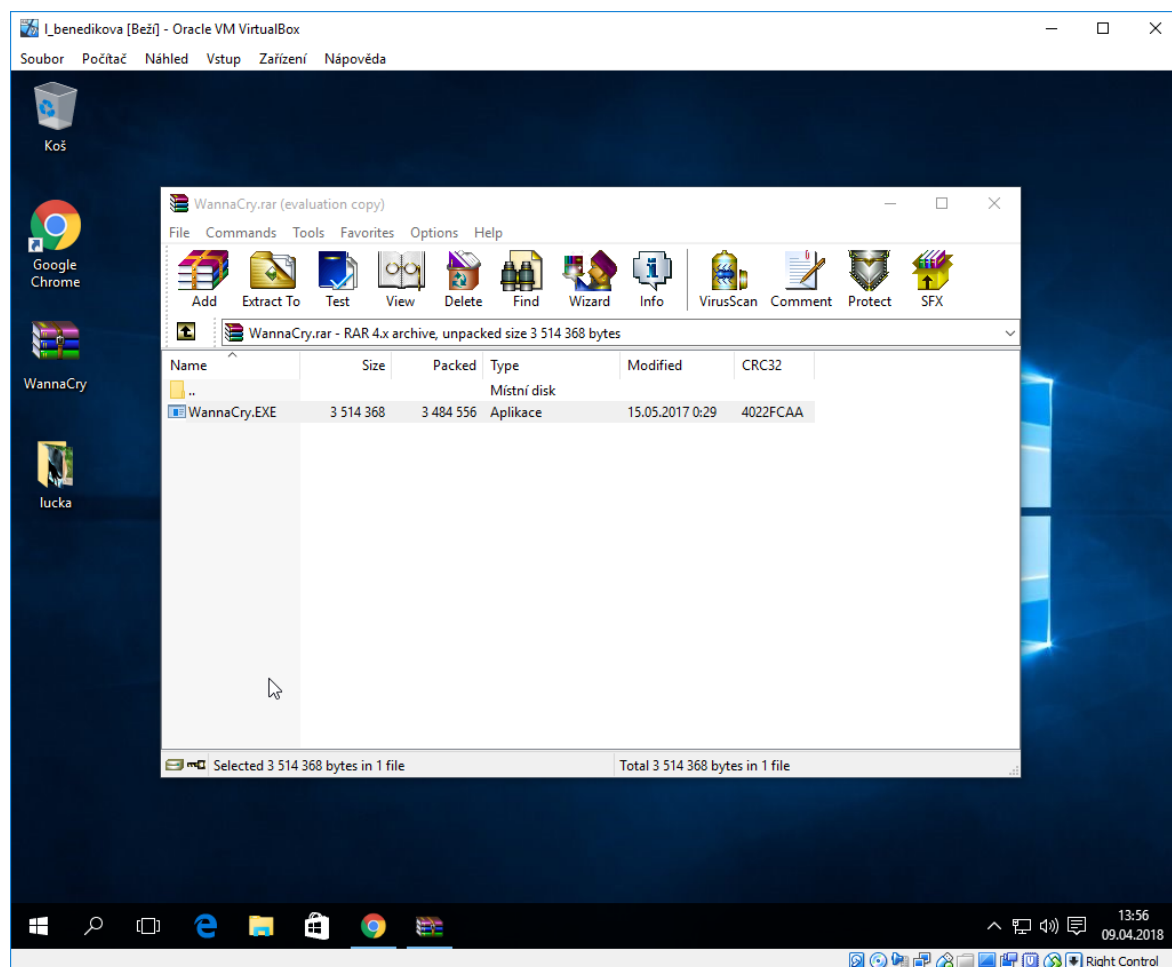 l_benedikova [Beží] - Oracle VM VirtualBox
Soubor Počítač Náhled Vstup Zařízení Nápověda
Koš
Google
Chrome
WannaCry
lucka
WannaCry.rar (evaluation copy)
File Commands Tools Favorites Options Help
Add Extract To Test View Delete Find Wizard Info VirusScan Comment Protect SFX
WannaCry.rar - RAR 4.x archive, unpacked size 3 514 368 bytes
Name Size Packed Type Modified CRC32
.. Místní disk
WannaCry.EXE 3 514 368 3 484 556 Aplikace 15.05.2017 0:29 4022FCAA
Selected 3 514 368 bytes in 1 file Total 3 514 368 bytes in 1 file
13:56
09.04.2018
Right Control